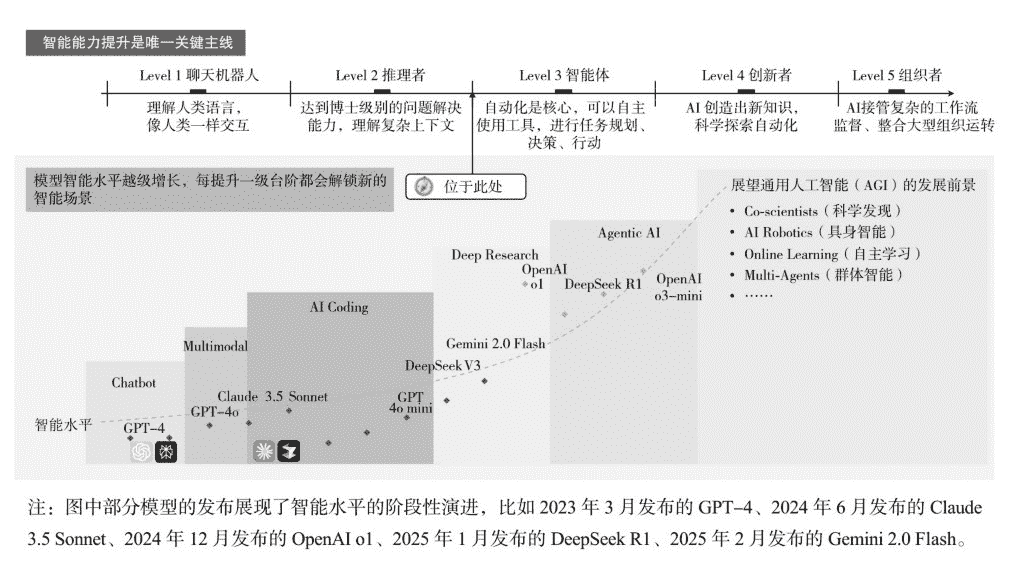 智能能力提升是唯一关键主线
Level 1 聊天机器人
Level 2 推理者
Level 3 智能体
Level 4 创新者
Level 5 组织者
理解人类语言，
像人类一样交互
达到博士级别的问题解决
能力，理解复杂上下文
自动化是核心，可以自主
使用工具，进行任务规划、
决策、行动
AI 创造出新知识，
科学探索自动化
AI接管复杂的工作流
监督、整合大型组织运转
模型智能水平越级增长，每提升一级台阶都会解锁新的
智能场景
位于此处
展望通用人工智能（AGI）的发展前景
• Co-scientists（科学发现）
• AI Robotics（具身智能）
• Online Learning（自主学习）
• Multi-Agents（群体智能）
• ……
Agentic AI
Deep Research
OpenAI
o1
DeepSeek R1
OpenAI
o3-mini
AI Coding
Multimodal
Gemini 2.0 Flash
DeepSeek V3
Chatbot
Claude 3.5 Sonnet
GPT
4o mini
GPT-4o
智能水平
GPT-4
注：图中部分模型的发布展现了智能水平的阶段性演进，比如 2023 年 3 月发布的 GPT-4、2024 年 6 月发布的 Claude
3.5 Sonnet、2024 年 12 月发布的 OpenAI o1、2025 年 1 月发布的 DeepSeek R1、2025 年 2 月发布的 Gemini 2.0 Flash。